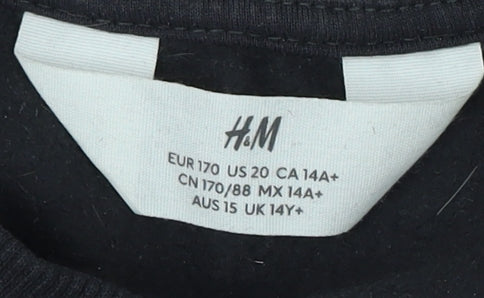 H&M
EUR 170 US 20 CA 14A+
CN 170/88 MX 14A+
AUS 15 UK 14Y+